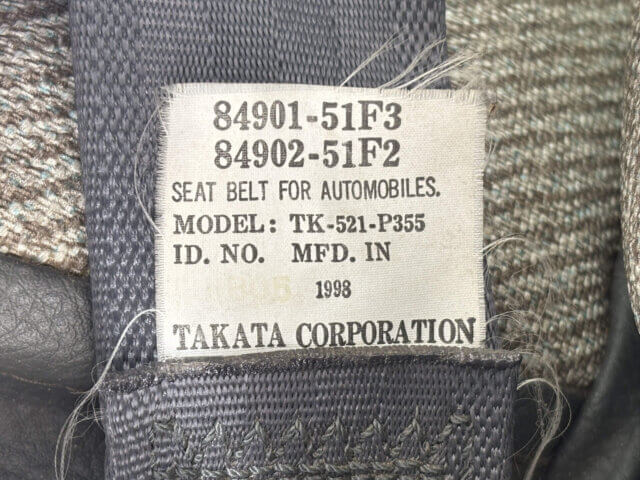 84901-51F3
84902-51F2
SEAT BELT FOR AUTOMOBILES.
MODEL: TK-521-P355
ID. NO. MFD. IN
1998
TAKATA CORPORATION